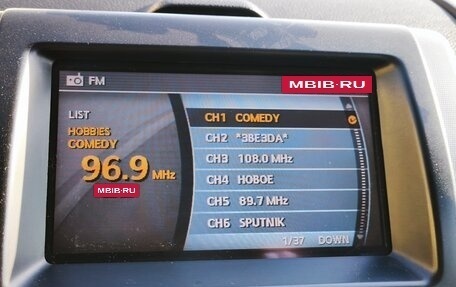 FM
MBIB·RU
LIST
HOBBIES
COMEDY
96.9 MHz
MBIB·RU
CH1 COMEDY
CH2 *ЗВЕЗДА*
CH3 108.0 MHz
CH4 НОВОЕ
CH5 89.7 MHz
CH6 SPUTNIK
1/37 DOWN